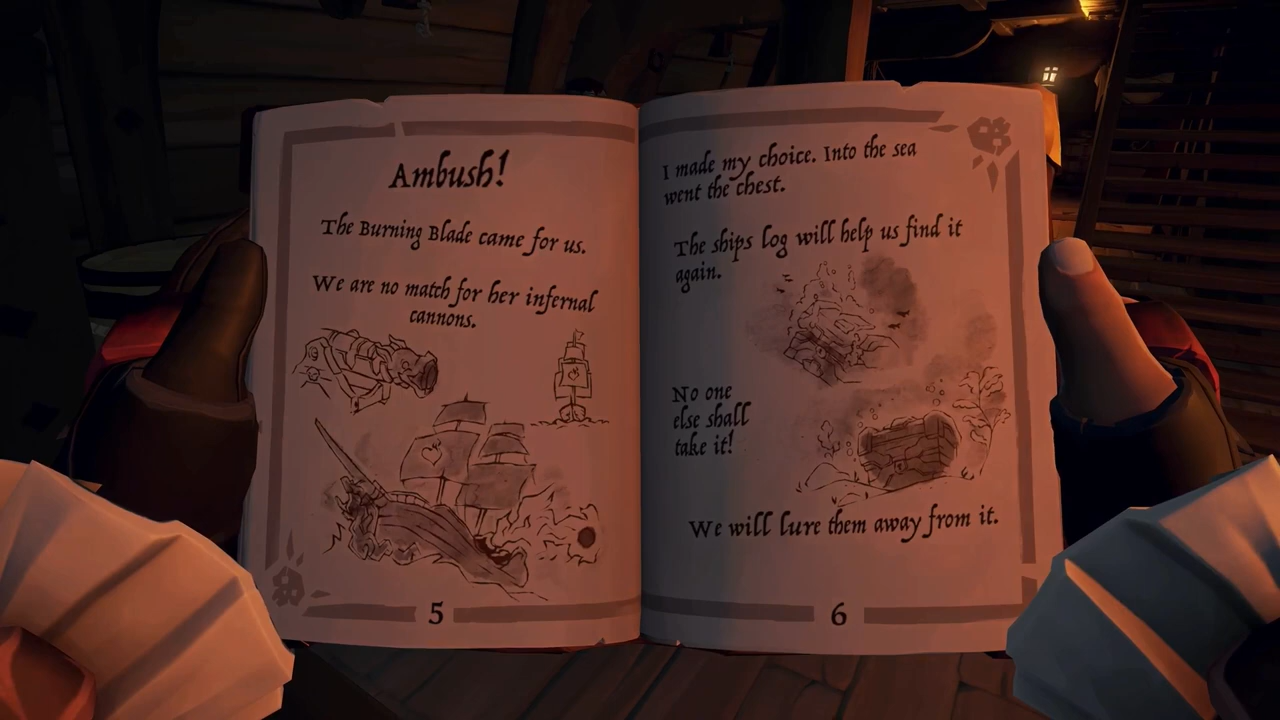 Ambush!
The Burning Blade came for us.
We are no match for her infernal
cannons.
5
I made my choice. Into the sea
went the chest.
The ships log will help us find it
again.
No one
else shall
take it!
We will lure them away from it.
6